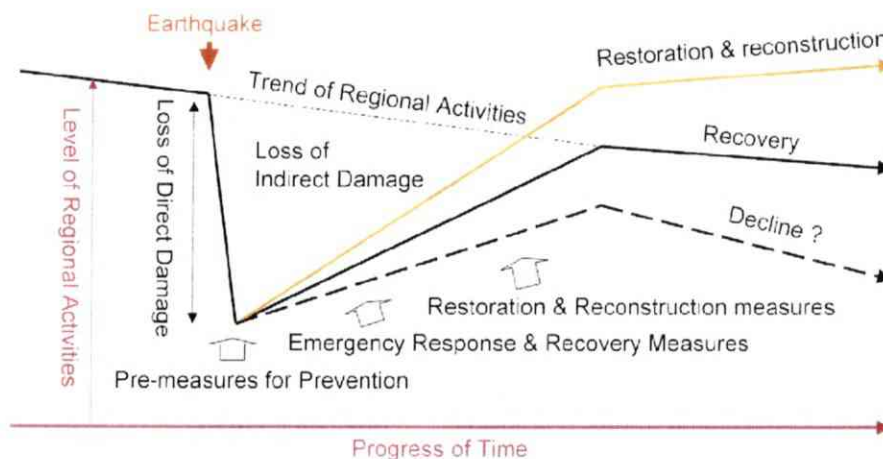 Earthquake
Restoration & reconstruction
Trend of Regional Activities
Level of Regional Activities
Loss of Direct Damage
Loss of
Indirect Damage
Recovery
Decline ?
Restoration & Reconstruction measures
Emergency Response & Recovery Measures
Pre-measures for Prevention
Progress of Time